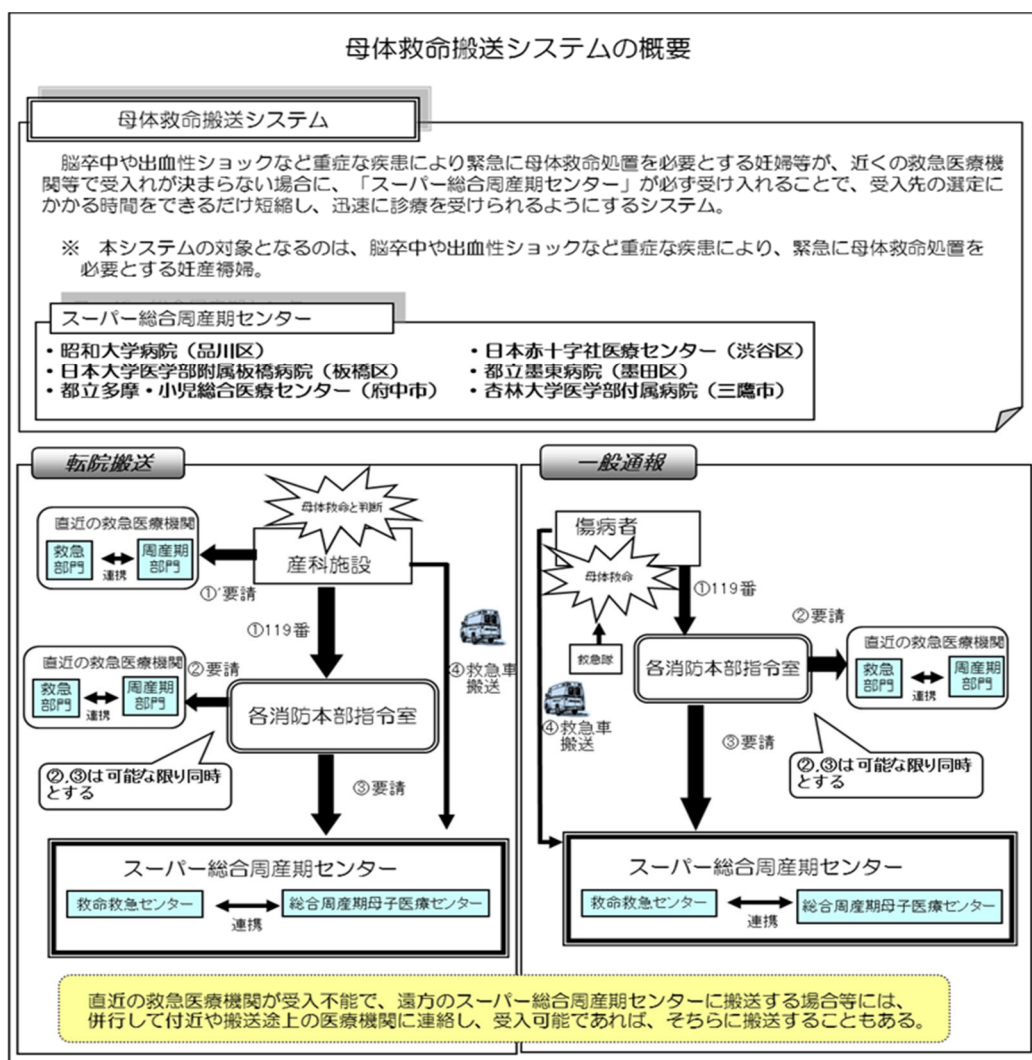 母体救命搬送システムの概要
母体救命搬送システム
脳卒中や出血性ショックなど重症な疾患により緊急に母体救命処置を必要とする妊婦等が、近くの救急医療機
関等で受入れが決まらない場合に、「スーパー総合周産期センター」が必ず受け入れることで、受入先の選定に
かかる時間をできるだけ短縮し、迅速に診療を受けられるようにするシステム。
※　本システムの対象となるのは、脳卒中や出血性ショックなど重症な疾患により、緊急に母体救命処置を
必要とする妊産褥婦。
スーパー総合周産期センター
・昭和大学病院（品川区）
・日本大学医学部附属板橋病院（板橋区）
・都立多摩・小児総合医療センター（府中市）
・日本赤十字社医療センター（渋谷区）
・都立墨東病院（墨田区）
・杏林大学医学部付属病院（三鷹市）
転院搬送
母体救命と判断
直近の救急医療機関
救急
部門
連携
周産期
部門
産科施設
①’要請
①119番
④救急車
搬送
直近の救急医療機関
救急
部門
連携
周産期
部門
②要請
各消防本部指令室
②,③は可能な限り同時
とする
③要請
スーパー総合周産期センター
救命救急センター
連携
総合周産期母子医療センター
一般通報
傷病者
母体救命
①119番
救急隊
各消防本部指令室
②要請
直近の救急医療機関
救急
部門
連携
周産期
部門
④救急車
搬送
③要請
②,③は可能な限り同時
とする
スーパー総合周産期センター
救命救急センター
連携
総合周産期母子医療センター
直近の救急医療機関が受入不能で、遠方のスーパー総合周産期センターに搬送する場合等には、
併行して付近や搬送途上の医療機関に連絡し、受入可能であれば、そちらに搬送することもある。